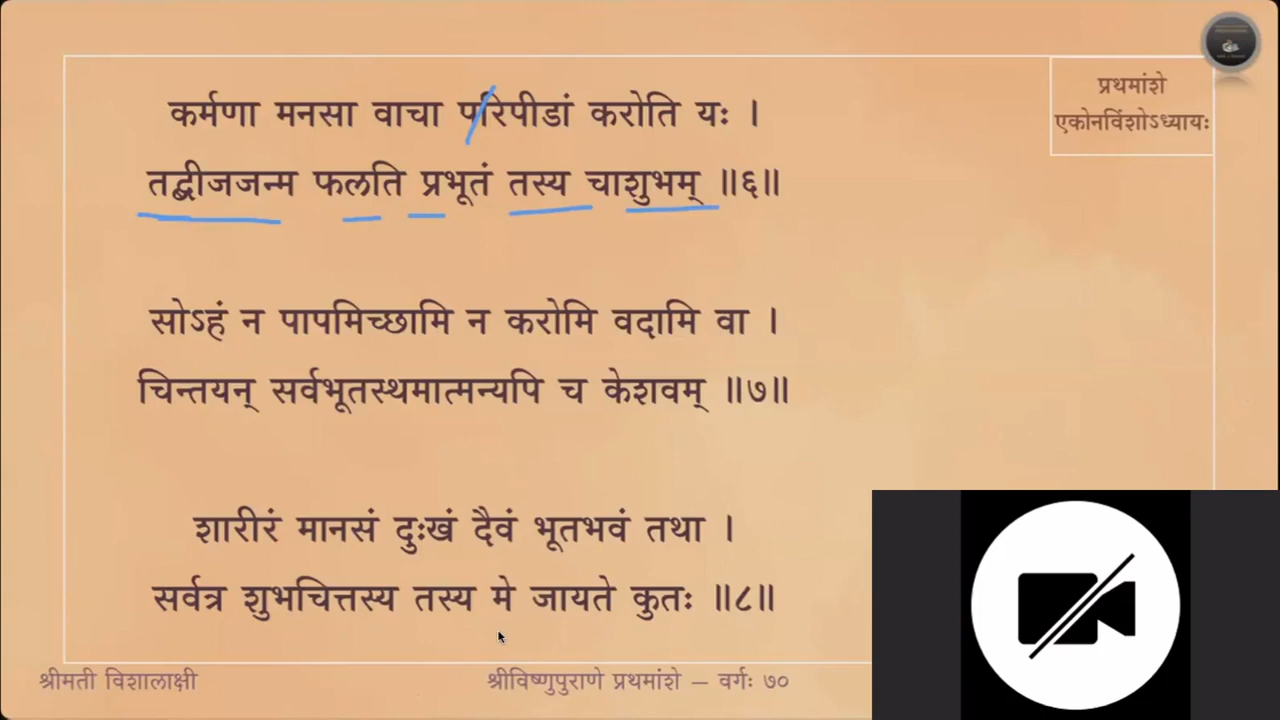 प्रथमांशे
एकोनविंशोऽध्यायः
कर्मणा मनसा वाचा परिपीडां करोति यः ।
तद्बीजजन्म फलति प्रभूतं तस्य चाशुभम् ॥६॥
सोऽहं न पापमिच्छामि न करोमि वदामि वा ।
चिन्तयन् सर्वभूतस्थमात्मन्यपि च केशवम् ॥७॥
शारीरं मानसं दुःखं दैवं भूतभवं तथा ।
सर्वत्र शुभचित्तस्य तस्य मे जायते कुतः ॥८॥
श्रीमती विशालाक्षी
श्रीविष्णुपुराणे प्रथमांशे – वर्गः ७०